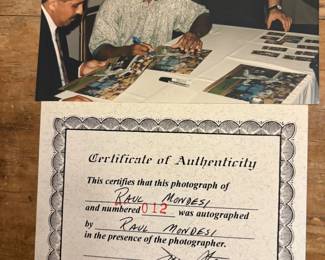 Certificate of Authenticity
This certifies that this photograph of
RAUL MONDESI
and numbered 012 was autographed
by RAUL MONDESI
in the presence of the photographer.